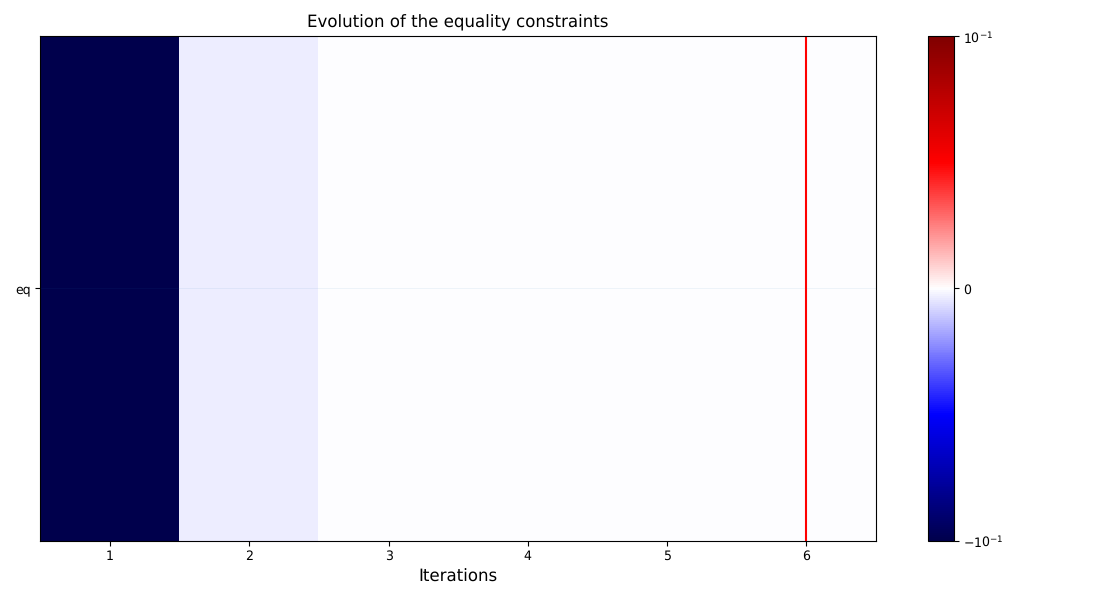 Evolution of the equality constraints
eq
1 2 3 4 5 6
Iterations
10⁻¹
0
−10⁻¹